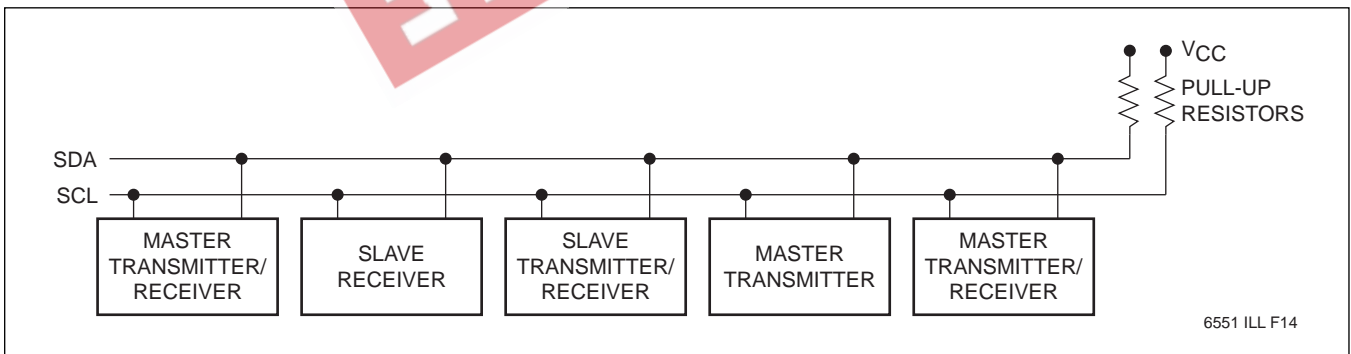 VCC
PULL-UP
RESISTORS
SDA
SCL
MASTER
TRANSMITTER/
RECEIVER
SLAVE
RECEIVER
SLAVE
TRANSMITTER/
RECEIVER
MASTER
TRANSMITTER
MASTER
TRANSMITTER/
RECEIVER
6551 ILL F14